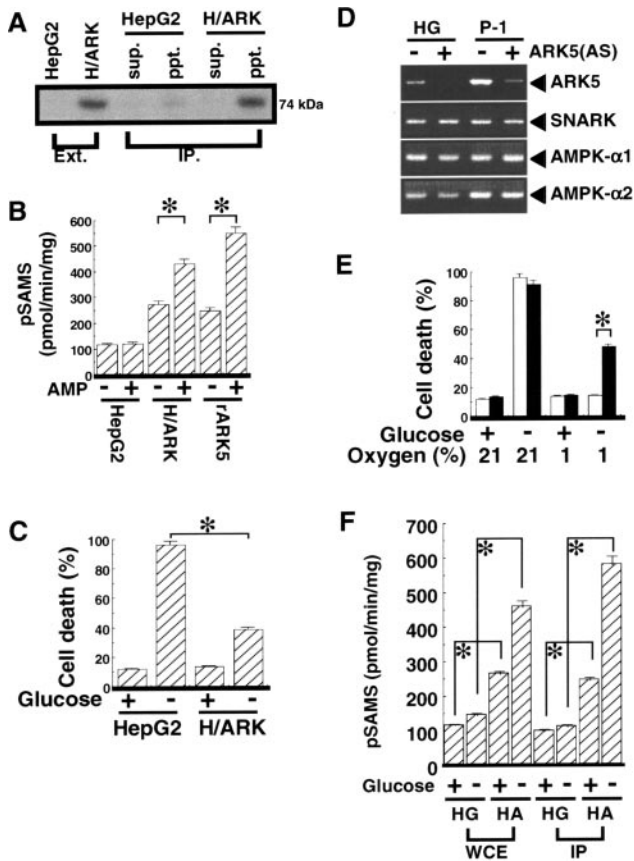 A
HepG2
H/ARK
HepG2
H/ARK
sup.
ppt.
sup.
ppt.
74 kDa
Ext.
IP.
B
pSAMS
(pmol/min/mg)
600
500
400
300
200
100
0
*
*
AMP
- + - + - +
HepG2
H/ARK
rARK5
C
Cell death (%)
100
80
60
40
20
0
*
Glucose + - + -
HepG2 H/ARK
D
HG P-1
- + - + ARK5(AS)
ARK5
SNARK
AMPK-α1
AMPK-α2
E
Cell death (%)
100
80
60
40
20
0
*
Glucose + - + -
Oxygen (%) 21 21 1 1
F
pSAMS (pmol/min/mg)
700
600
500
400
300
200
100
0
*
*
*
*
Glucose + - + - + - + -
HG HA HG HA
WCE IP